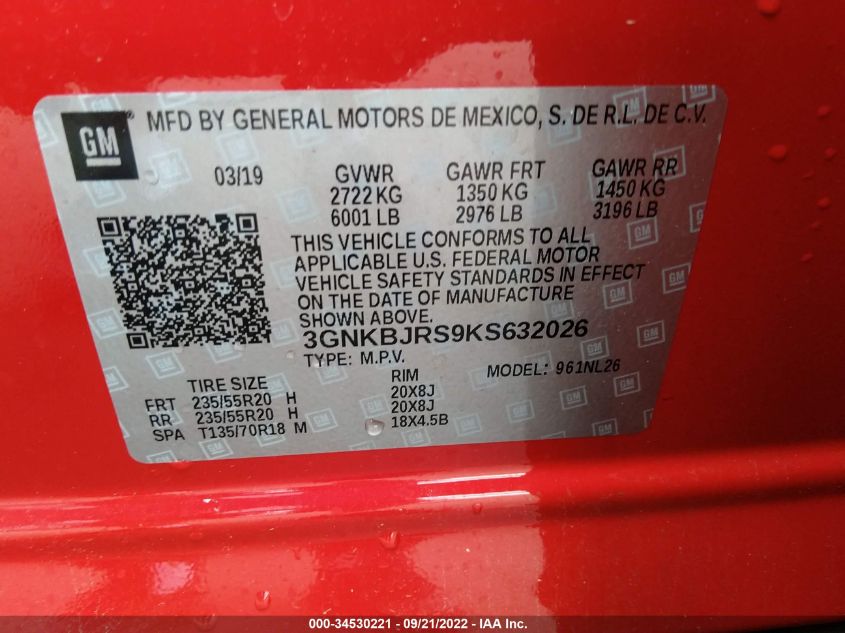 GM MFD BY GENERAL MOTORS DE MEXICO, S. DE R.L. DE C.V.
03/19 GVWR GAWR FRT GAWR RR
2722 KG 1350 KG 1450 KG
6001 LB 2976 LB 3196 LB
THIS VEHICLE CONFORMS TO ALL
APPLICABLE U.S. FEDERAL MOTOR
VEHICLE SAFETY STANDARDS IN EFFECT
ON THE DATE OF MANUFACTURE
SHOWN ABOVE.
3GNKBJRS9KS632026
TYPE: M.P.V. MODEL: 961NL26
TIRE SIZE RIM
FRT 235/55R20 H 20X8J
RR 235/55R20 H 20X8J
SPA T135/70R18 M 18X4.5B
000-34530221 - 09/21/2022 - IAA Inc.